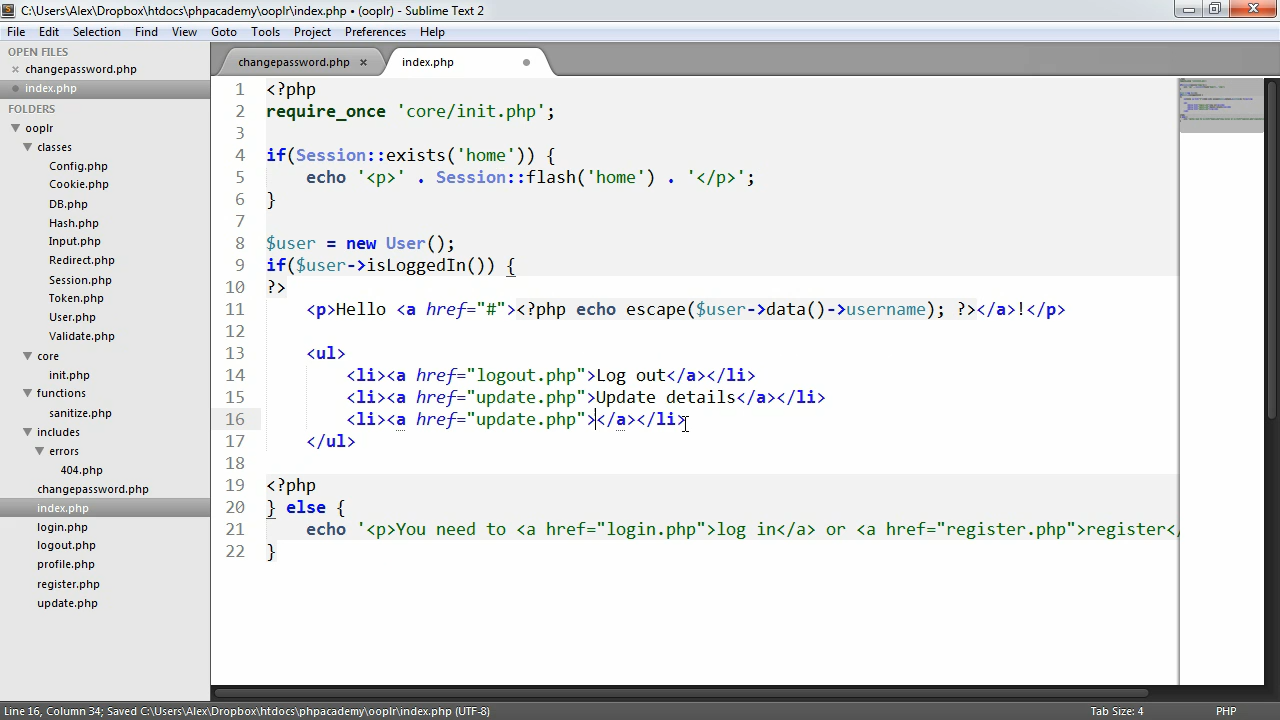 C:\Users\Alex\Dropbox\htdocs\phpacademy\ooplr\index.php • (ooplr) - Sublime Text 2
File Edit Selection Find View Goto Tools Project Preferences Help
OPEN FILES
changepassword.php
index.php
FOLDERS
ooplr
classes
Config.php
Cookie.php
DB.php
Hash.php
Input.php
Redirect.php
Session.php
Token.php
User.php
Validate.php
core
init.php
functions
sanitize.php
includes
errors
404.php
changepassword.php
index.php
login.php
logout.php
profile.php
register.php
update.php
changepassword.php × index.php
1 <?php
2 require_once 'core/init.php';
3
4 if(Session::exists('home')) {
5     echo '<p>' . Session::flash('home') . '</p>';
6 }
7
8 $user = new User();
9 if($user->isLoggedIn()) {
10 ?>
11     <p>Hello <a href="#"><?php echo escape($user->data()->username); ?></a>!</p>
12
13     <ul>
14         <li><a href="logout.php">Log out</a></li>
15         <li><a href="update.php">Update details</a></li>
16         <li><a href="update.php"></a></li>
17     </ul>
18
19 <?php
20 } else {
21     echo '<p>You need to <a href="login.php">log in</a> or <a href="register.php">register</
22 }
Line 16, Column 34; Saved C:\Users\Alex\Dropbox\htdocs\phpacademy\ooplr\index.php (UTF-8) Tab Size: 4 PHP